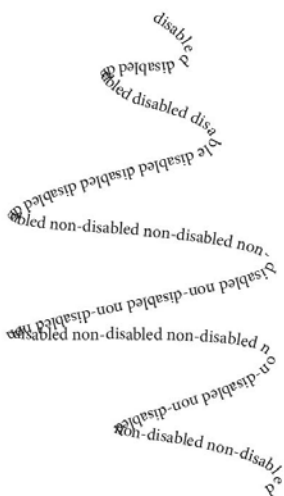 disabled
disabled disabled disabled disa
ble disabled disabled disabled disabled
non-disabled non-disabled non-
disabled non-disabled non-disabled non-
disabled non-disabled non-disabled n
on-disabled non-disabled
non-disabled non-disabled